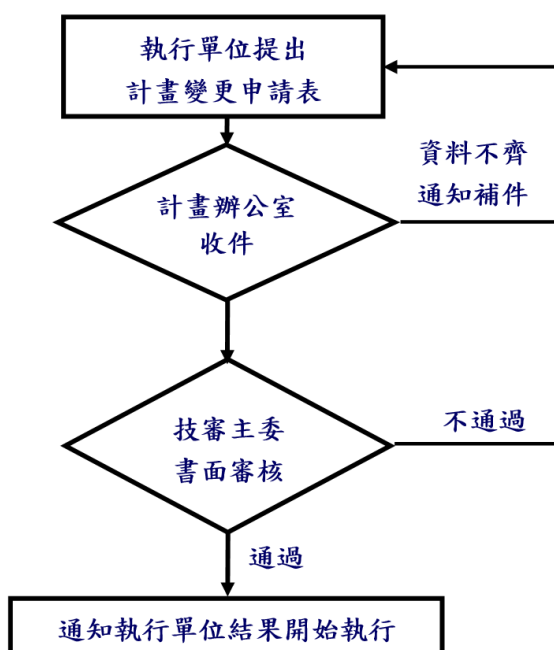 執行單位提出
計畫變更申請表
資料不齊
通知補件
計畫辦公室
收件
技審主委
書面審核
不通過
通過
通知執行單位結果開始執行